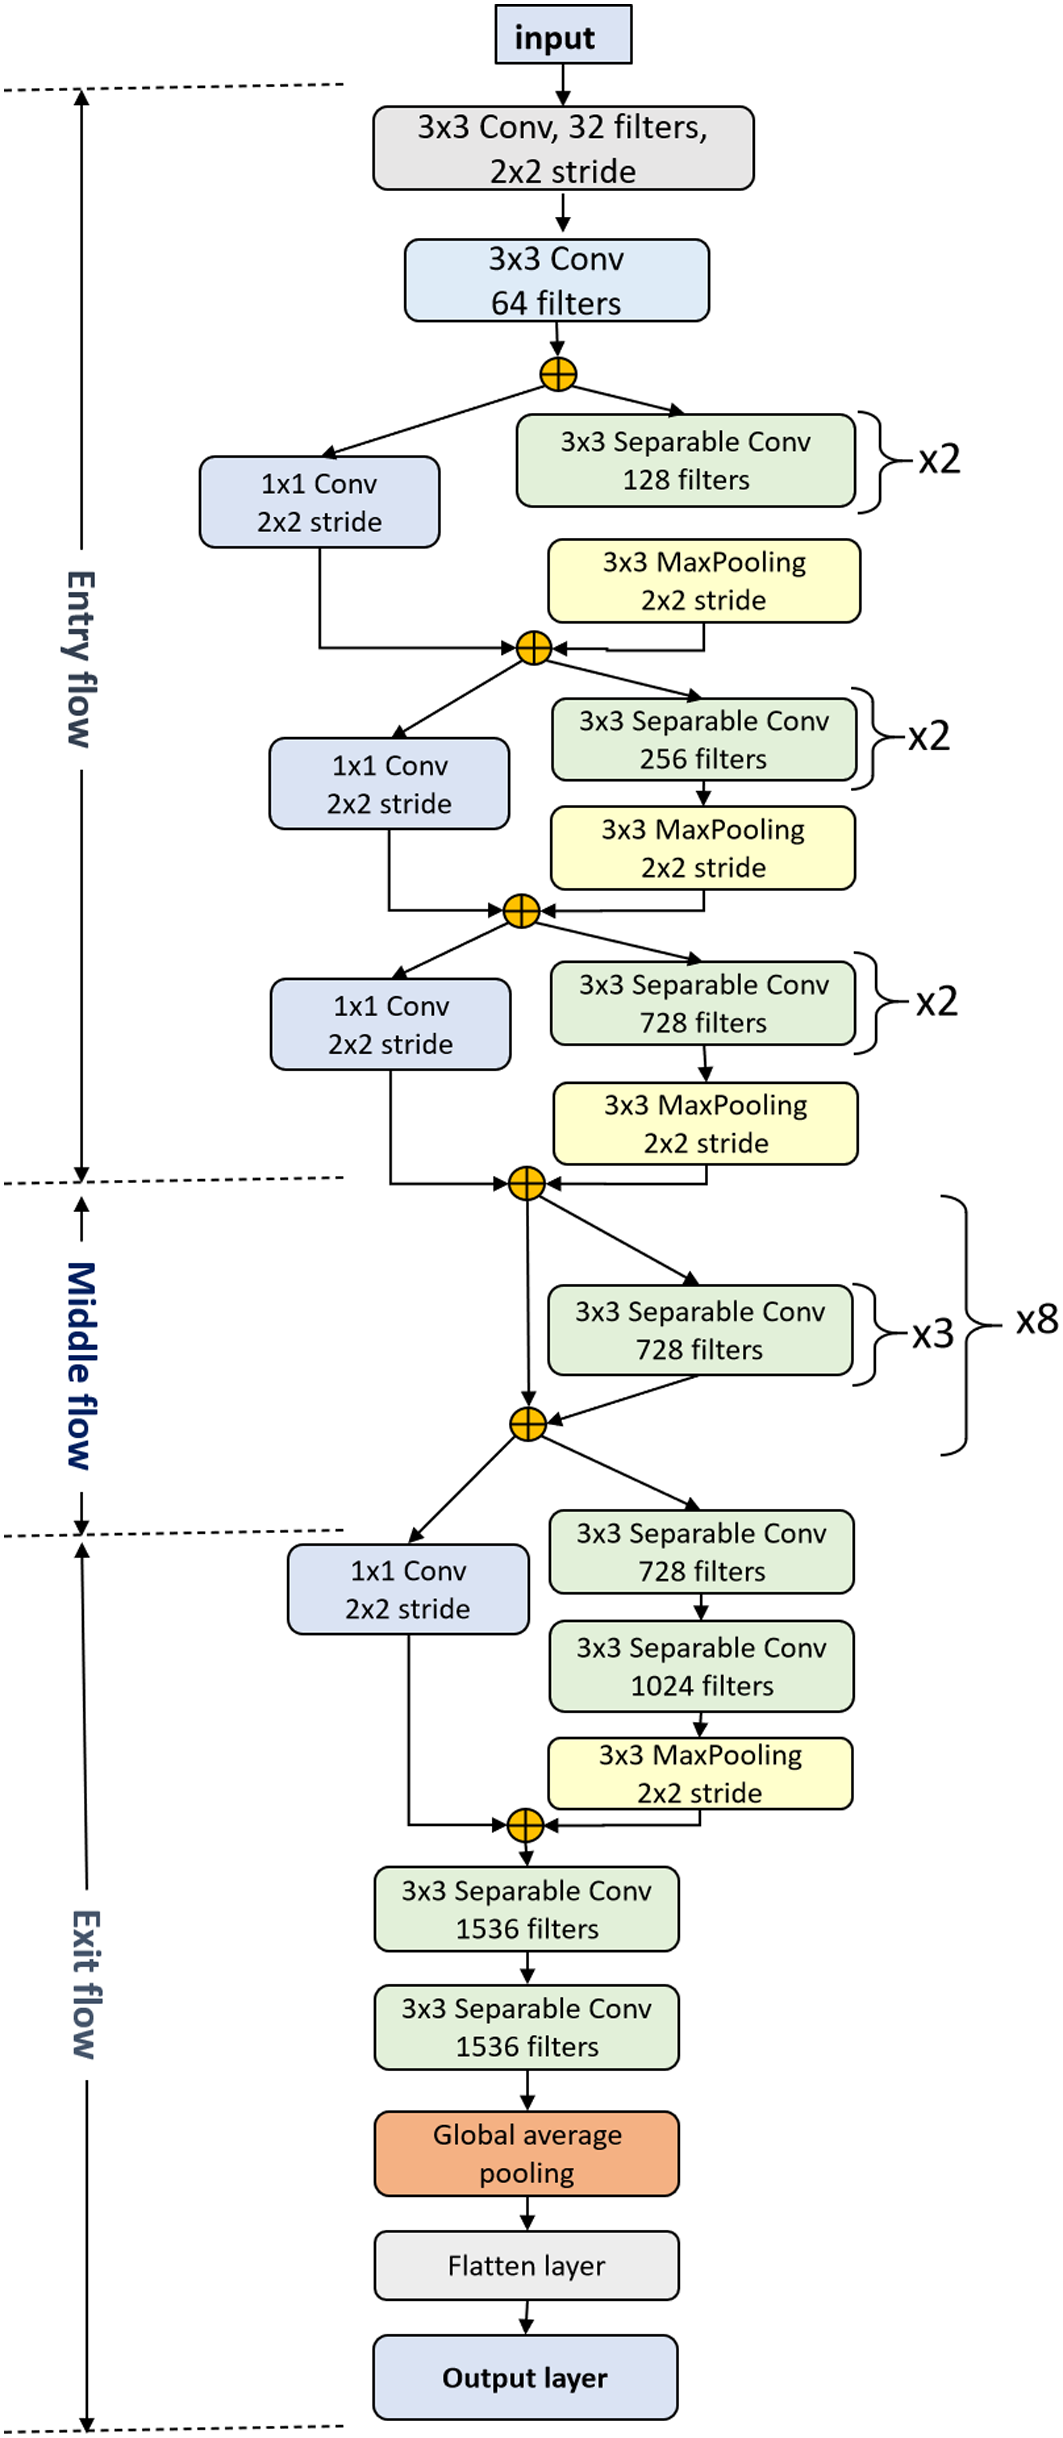 input
3x3 Conv, 32 filters,
2x2 stride
3x3 Conv
64 filters
3x3 Separable Conv
128 filters
x2
1x1 Conv
2x2 stride
3x3 MaxPooling
2x2 stride
Entry flow
3x3 Separable Conv
256 filters
x2
1x1 Conv
2x2 stride
3x3 MaxPooling
2x2 stride
3x3 Separable Conv
728 filters
x2
1x1 Conv
2x2 stride
3x3 MaxPooling
2x2 stride
Middle flow
3x3 Separable Conv
728 filters
x3
x8
3x3 Separable Conv
728 filters
1x1 Conv
2x2 stride
3x3 Separable Conv
1024 filters
3x3 MaxPooling
2x2 stride
Exit flow
3x3 Separable Conv
1536 filters
3x3 Separable Conv
1536 filters
Global average
pooling
Flatten layer
Output layer